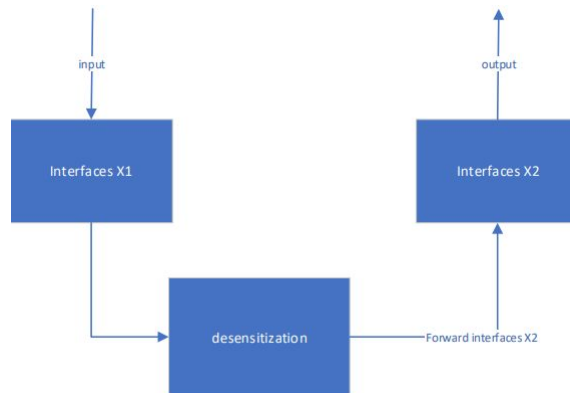 input
output
Interfaces X1
Interfaces X2
desensitization
Forward interfaces X2